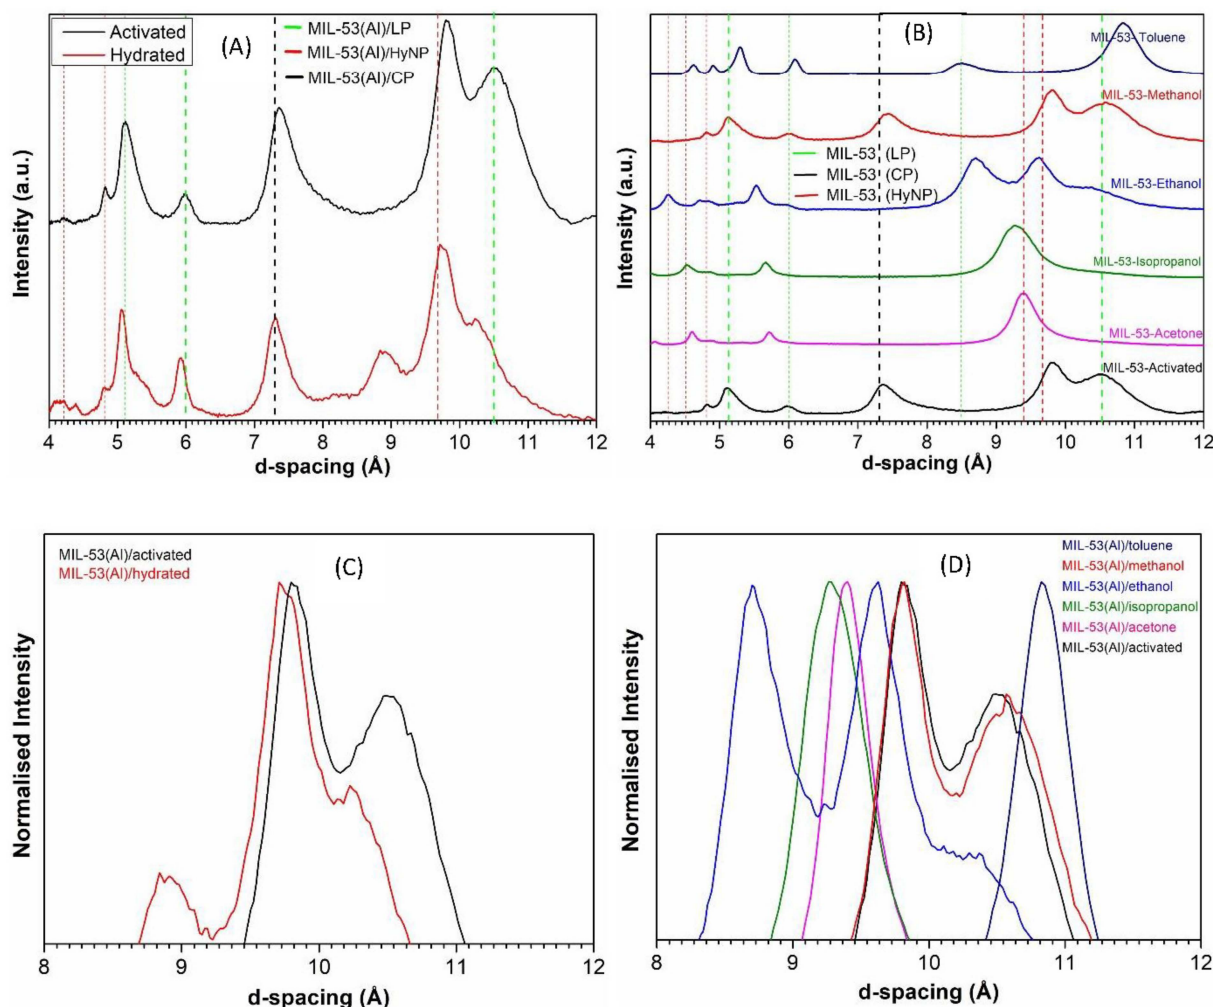 Activated
Hydrated
(A)
MIL-53(Al)/LP
MIL-53(Al)/HyNP
MIL-53(Al)/CP
Intensity (a.u.)
4 5 6 7 8 9 10 11 12
d-spacing (Å)
(B)
MIL-53- Toluene
MIL-53-Methanol
MIL-53 (LP)
MIL-53 (CP)
MIL-53 (HyNP)
MIL-53-Ethanol
MIL-53-Isopropanol
MIL-53-Acetone
MIL-53-Activated
Intensity (a.u.)
4 5 6 7 8 9 10 11 12
d-spacing (Å)
MIL-53(Al)/activated
MIL-53(Al)/hydrated
(C)
Normalised Intensity
8 9 10 11 12
d-spacing (Å)
(D)
MIL-53(Al)/toluene
MIL-53(Al)/methanol
MIL-53(Al)/ethanol
MIL-53(Al)/isopropanol
MIL-53(Al)/acetone
MIL-53(Al)/activated
Normalised Intensity
8 9 10 11 12
d-spacing (Å)